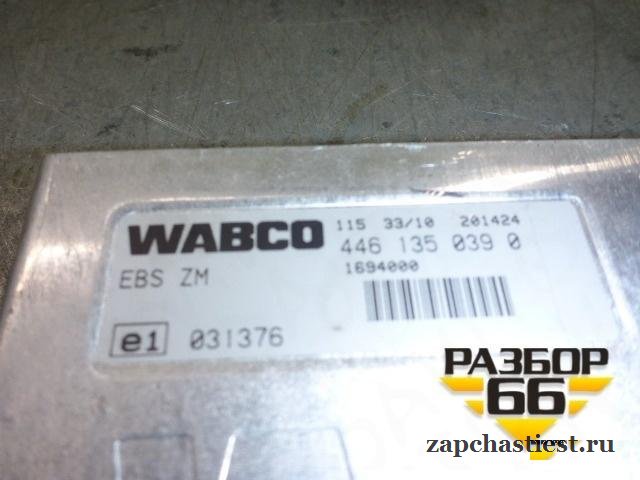 WABCO
115 33/10 201424
446 135 039 0
1694000
EBS ZM
e1 031376
РАЗБОР
66
zapchastiest.ru